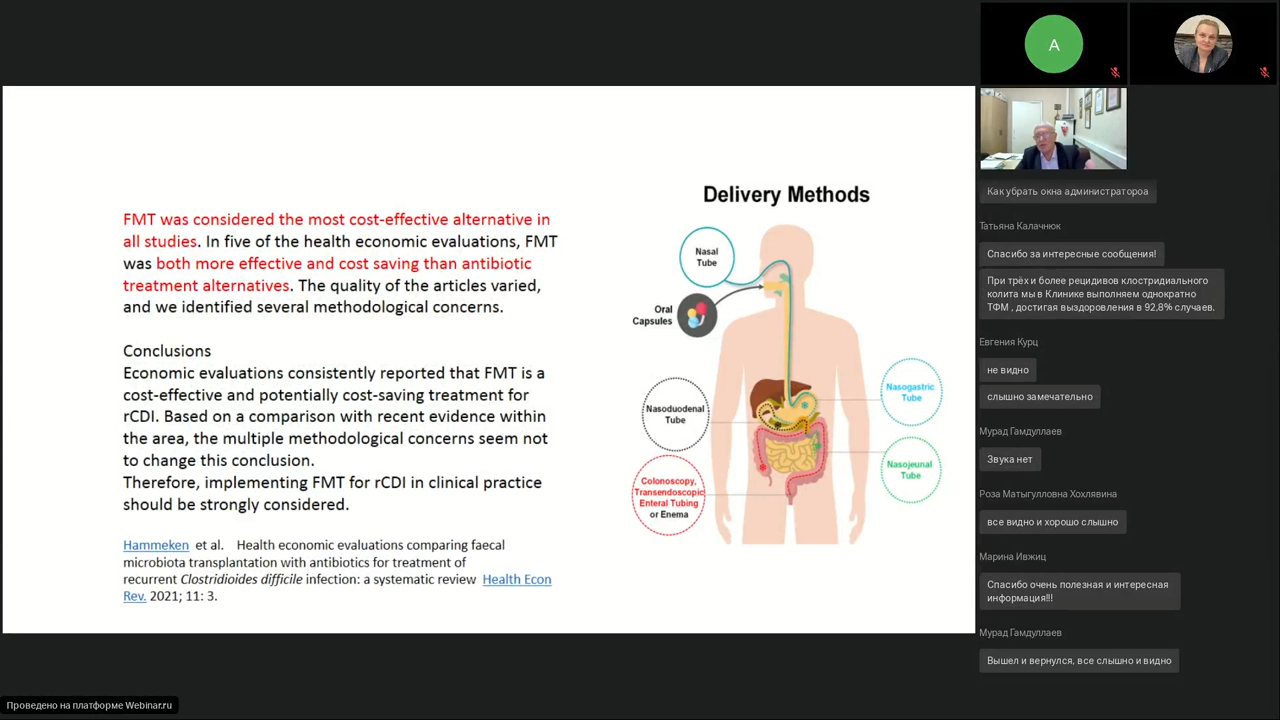 FMT was considered the most cost-effective alternative in
all studies. In five of the health economic evaluations, FMT
was both more effective and cost saving than antibiotic
treatment alternatives. The quality of the articles varied,
and we identified several methodological concerns.
Conclusions
Economic evaluations consistently reported that FMT is a
cost-effective and potentially cost-saving treatment for
rCDI. Based on a comparison with recent evidence within
the area, the multiple methodological concerns seem not
to change this conclusion.
Therefore, implementing FMT for rCDI in clinical practice
should be strongly considered.
Hammeken et al. Health economic evaluations comparing faecal
microbiota transplantation with antibiotics for treatment of
recurrent Clostridioides difficile infection: a systematic review Health Econ
Rev. 2021; 11: 3.
Delivery Methods
Nasal
Tube
Oral
Capsules
Nasoduodenal
Tube
Colonoscopy,
Transendoscopic
Enteral Tubing
or Enema
Nasogastric
Tube
Nasojeunal
Tube
A
Как убрать окна администратороа
Татьяна Калачнюк
Спасибо за интересные сообщения!
При трёх и более рецидивов клостридиального
колита мы в Клинике выполняем однократно
ТФМ , достигая выздоровления в 92,8% случаев.
Евгения Курц
не видно
слышно замечательно
Мурад Гамдуллаев
Звука нет
Роза Матыгулловна Хохлявина
все видно и хорошо слышно
Марина Ивжиц
Спасибо очень полезная и интересная
информация!!!
Мурад Гамдуллаев
Вышел и вернулся, все слышно и видно
Проведено на платформе Webinar.ru